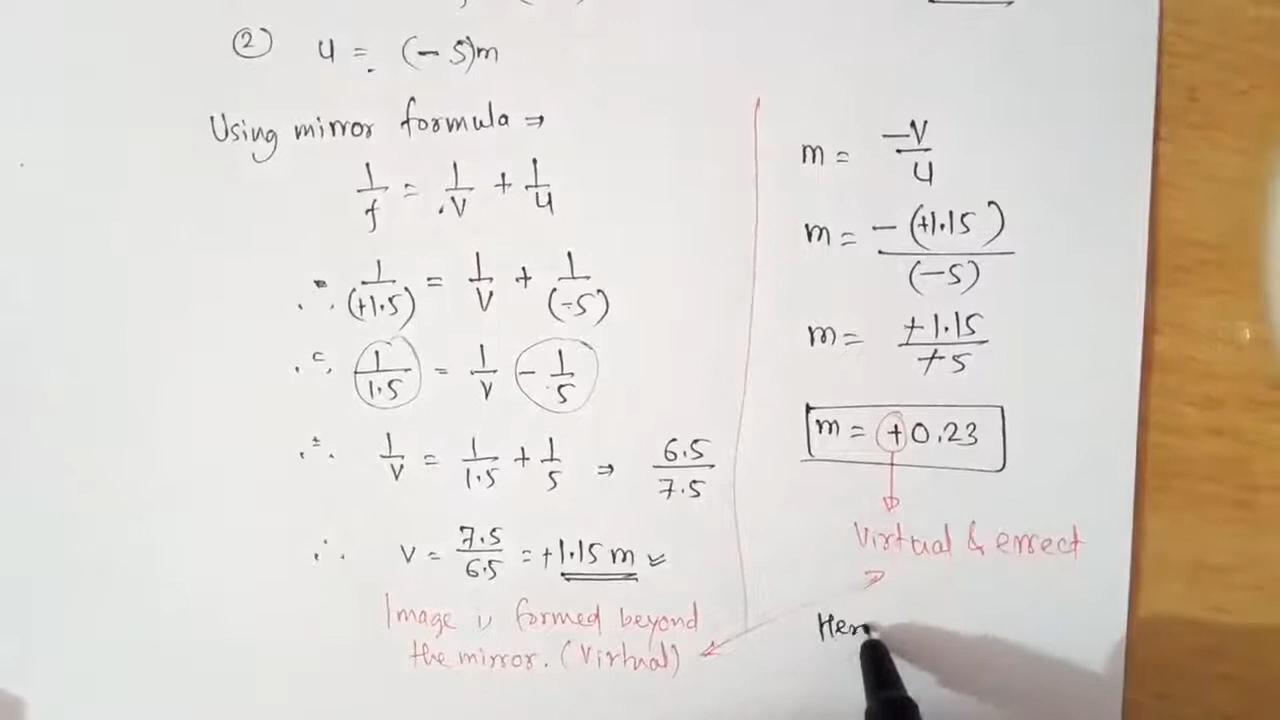 ② u = (-5)m
Using mirror formula ⇒
1/f = 1/v + 1/u
∴ 1/(+1.5) = 1/v + 1/(-5)
∴ 1/1.5 = 1/v - 1/5
∴ 1/v = 1/1.5 + 1/5 ⇒ 6.5/7.5
∴ v = 7.5/6.5 = +1.15 m
Image is formed beyond
the mirror. (Virtual)
m = -v/u
m = -(+1.15)/(-5)
m = +1.15/+5
m = +0.23
Virtual & errect
Her